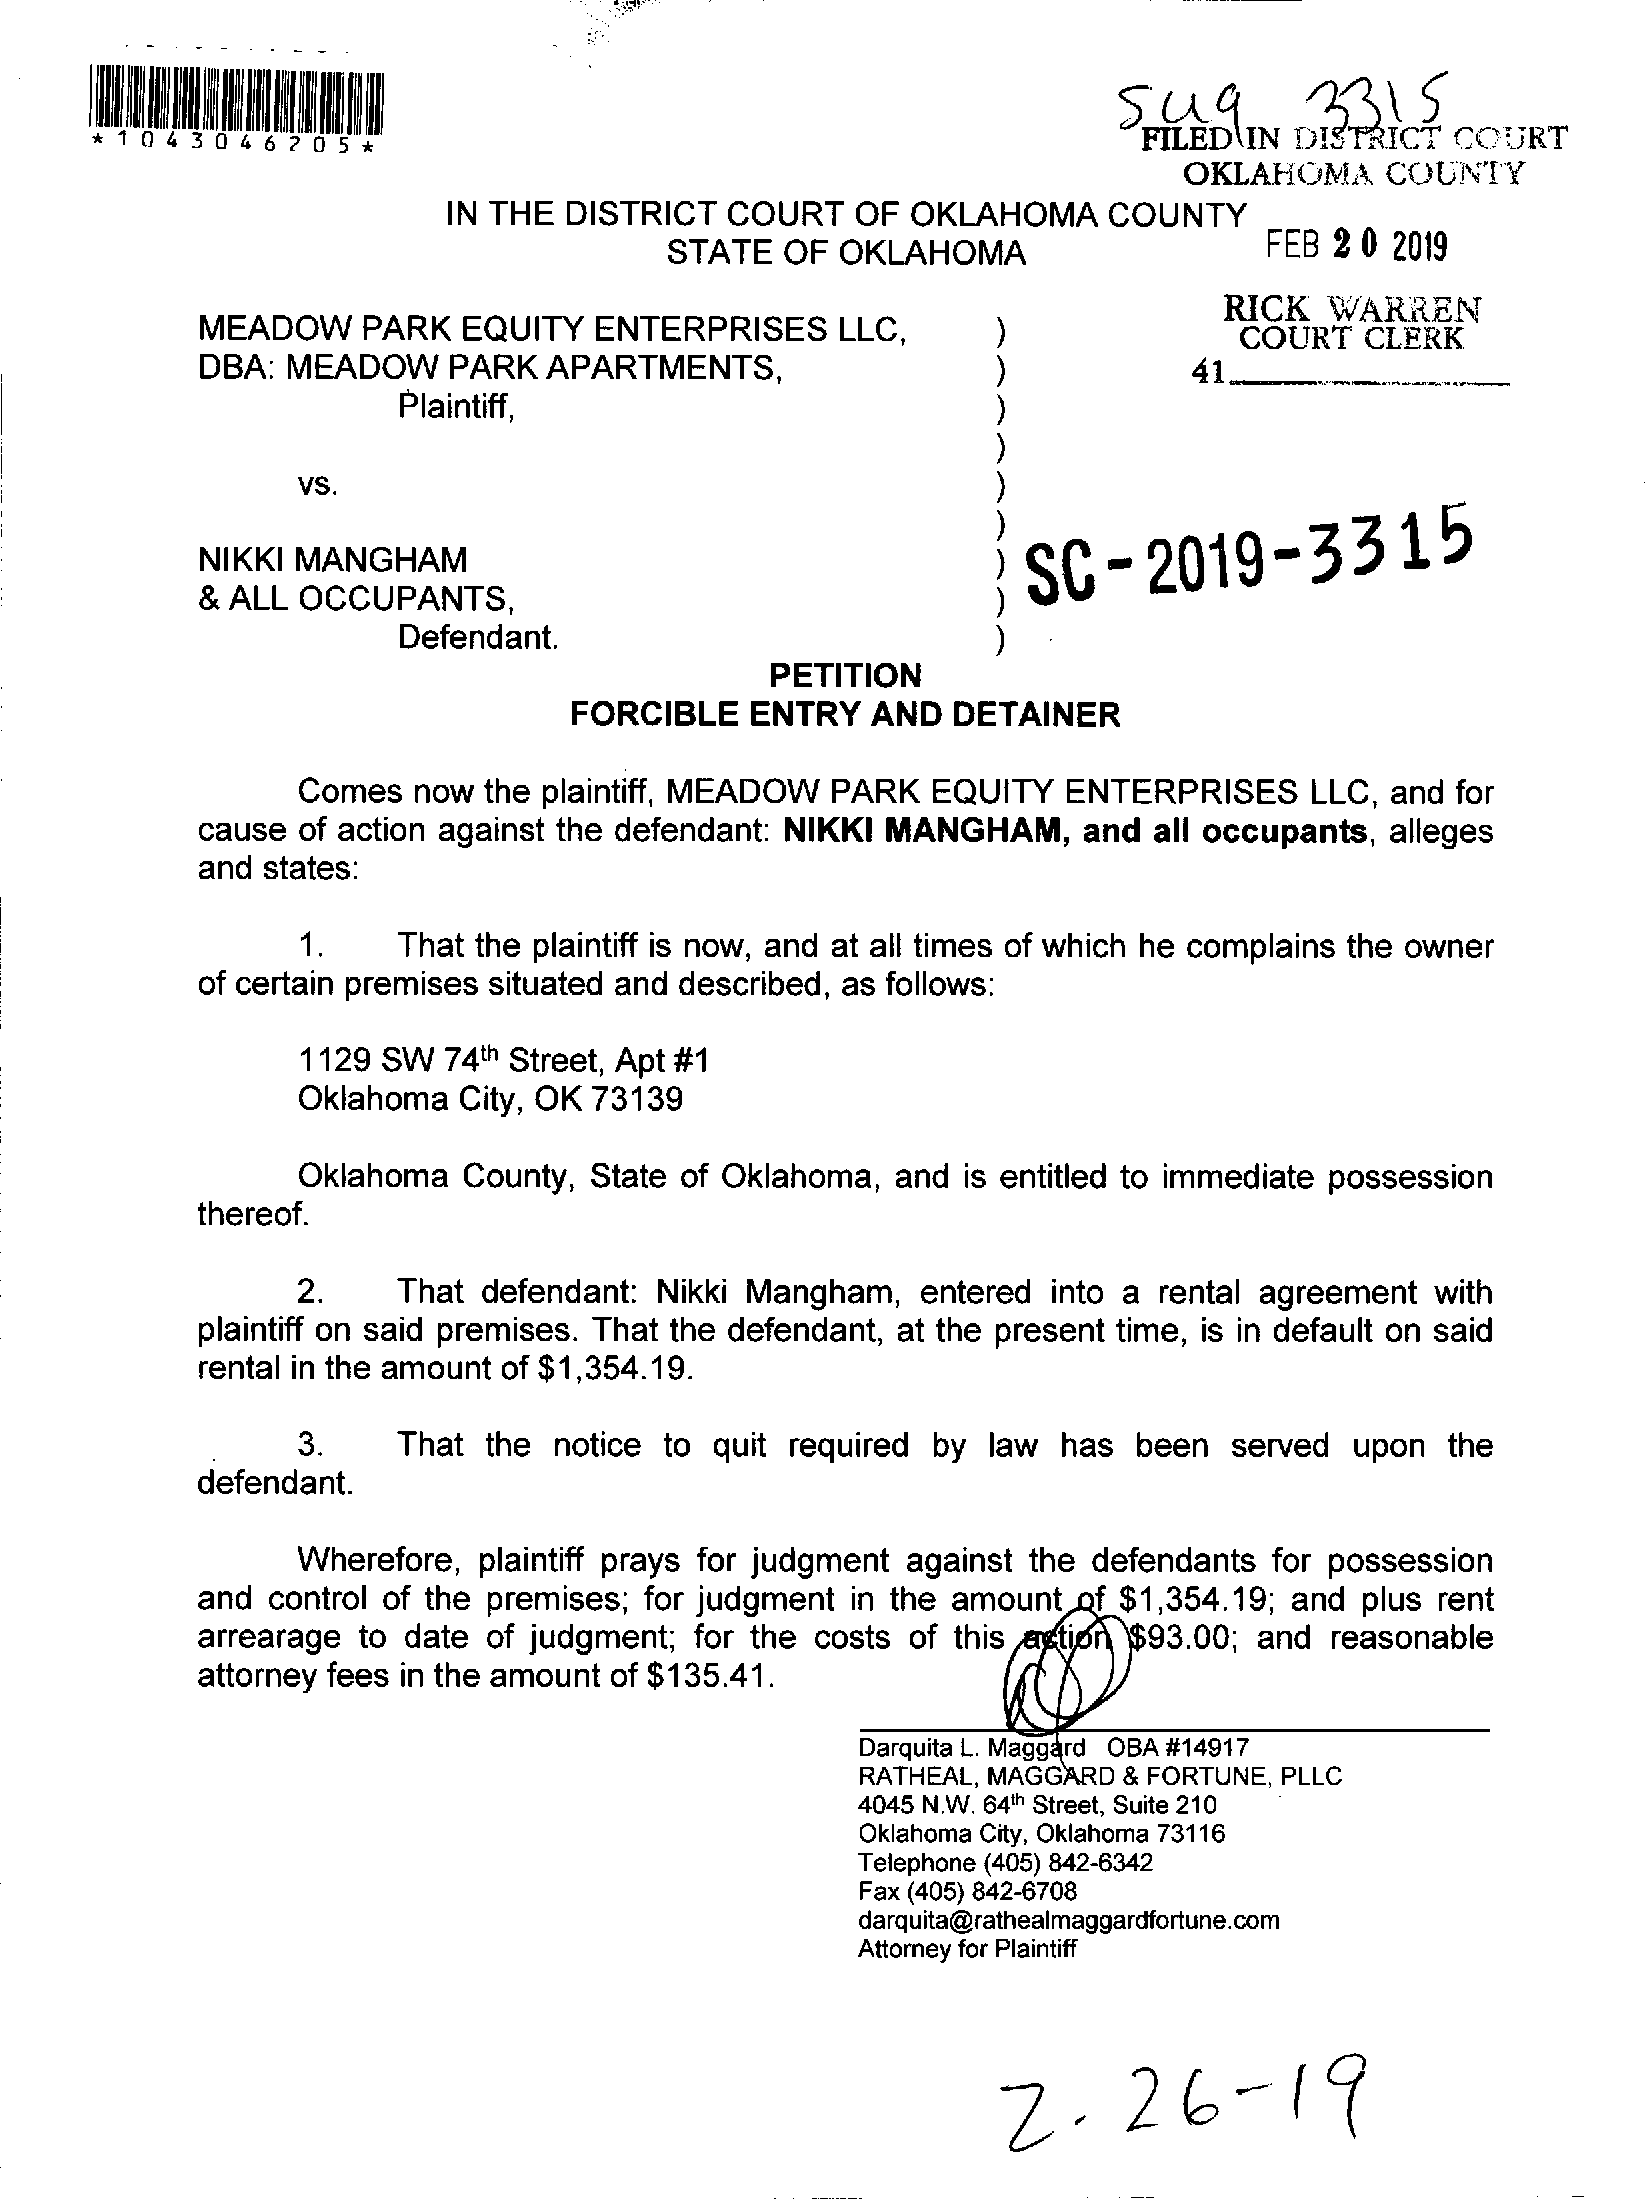 *1043046205*
FILED IN DISTRICT COURT
OKLAHOMA COUNTY
IN THE DISTRICT COURT OF OKLAHOMA COUNTY
STATE OF OKLAHOMA
FEB 20 2019
RICK WARREN
COURT CLERK
41
MEADOW PARK EQUITY ENTERPRISES LLC, )
DBA: MEADOW PARK APARTMENTS, )
Plaintiff, )
)
vs. )
)
NIKKI MANGHAM )
& ALL OCCUPANTS, )
Defendant. )
SC-2019-3315
PETITION
FORCIBLE ENTRY AND DETAINER
Comes now the plaintiff, MEADOW PARK EQUITY ENTERPRISES LLC, and for
cause of action against the defendant: NIKKI MANGHAM, and all occupants, alleges
and states:
1. That the plaintiff is now, and at all times of which he complains the owner
of certain premises situated and described, as follows:
1129 SW 74th Street, Apt #1
Oklahoma City, OK 73139
Oklahoma County, State of Oklahoma, and is entitled to immediate possession
thereof.
2. That defendant: Nikki Mangham, entered into a rental agreement with
plaintiff on said premises. That the defendant, at the present time, is in default on said
rental in the amount of $1,354.19.
3. That the notice to quit required by law has been served upon the
defendant.
Wherefore, plaintiff prays for judgment against the defendants for possession
and control of the premises; for judgment in the amount of $1,354.19; and plus rent
arrearage to date of judgment; for the costs of this action $93.00; and reasonable
attorney fees in the amount of $135.41.
Darquita L. Maggard OBA #14917
RATHEAL, MAGGARD & FORTUNE, PLLC
4045 N.W. 64th Street, Suite 210
Oklahoma City, Oklahoma 73116
Telephone (405) 842-6342
Fax (405) 842-6708
darquita@rathealmaggardfortune.com
Attorney for Plaintiff
2.26-19